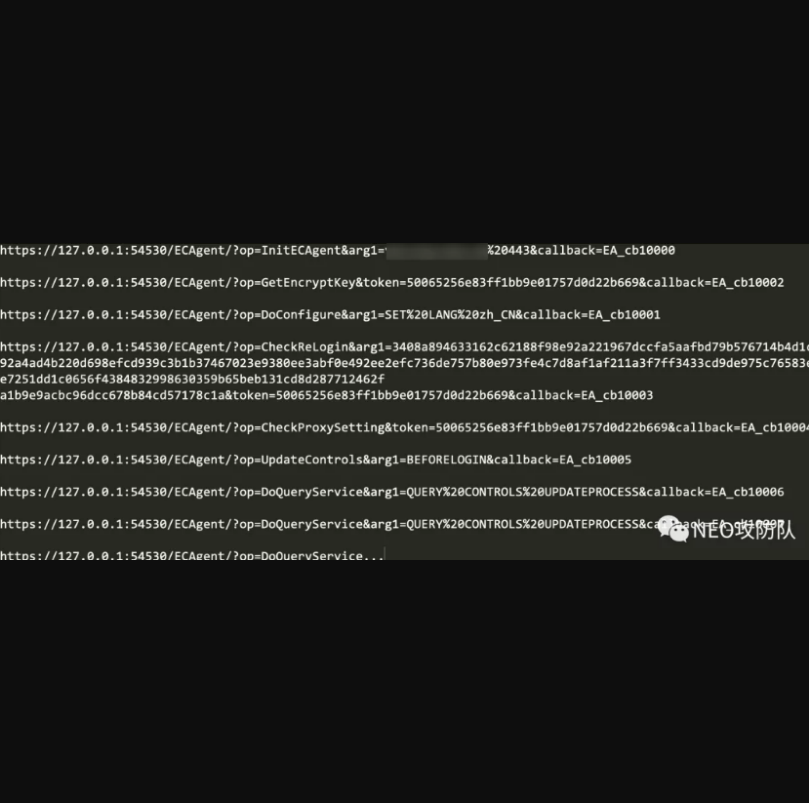 https://127.0.0.1:54530/ECAgent/?op=InitECAgent&arg1= %20443&callback=EA_cb10000
https://127.0.0.1:54530/ECAgent/?op=GetEncryptKey&token=50065256e83ff1bb9e01757d0d22b669&callback=EA_cb10002
https://127.0.0.1:54530/ECAgent/?op=DoConfigure&arg1=SET%20LANG%20zh_CN&callback=EA_cb10001
https://127.0.0.1:54530/ECAgent/?op=CheckReLogin&arg1=3408a894633162c62188f98e92a221967dccfa5aafbd79b576714b4d1
92a4ad4b220d698efcd939c3b1b37467023e9380ee3abf0e492ee2efc736de757b80e973fe4c7d8af1af211a3f7ff3433cd9de975c76583
e7251dd1c0656f4384832998630359b65beb131cd8d287712462f
a1b9e9acbc96dcc678b84cd57178c1a&token=50065256e83ff1bb9e01757d0d22b669&callback=EA_cb10003
https://127.0.0.1:54530/ECAgent/?op=CheckProxySetting&token=50065256e83ff1bb9e01757d0d22b669&callback=EA_cb10004
https://127.0.0.1:54530/ECAgent/?op=UpdateControls&arg1=BEFORELOGIN&callback=EA_cb10005
https://127.0.0.1:54530/ECAgent/?op=DoQueryService&arg1=QUERY%20CONTROLS%20UPDATEPROCESS&callback=EA_cb10006
https://127.0.0.1:54530/ECAgent/?op=DoQueryService&arg1=QUERY%20CONTROLS%20UPDATEPROCESS&
NEO攻防队
https://127.0.0.1:54530/ECAgent/?op=DoQueryService...